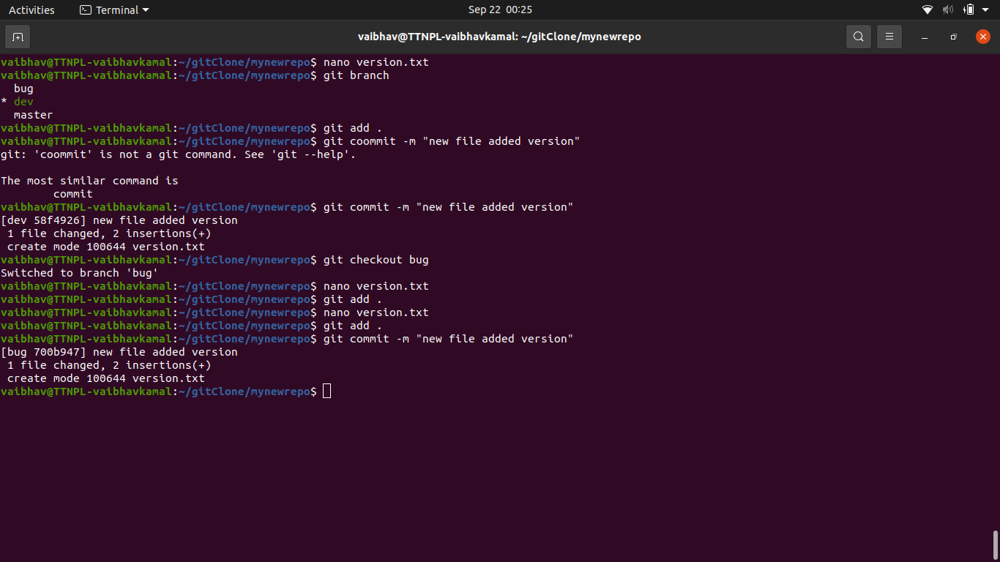 Activities Terminal Sep 22 00:25
vaibhav@TTNPL-vaibhavkamal: ~/gitClone/mynewrepo
vaibhav@TTNPL-vaibhavkamal:~/gitClone/mynewrepo$ nano version.txt
vaibhav@TTNPL-vaibhavkamal:~/gitClone/mynewrepo$ git branch
  bug
* dev
  master
vaibhav@TTNPL-vaibhavkamal:~/gitClone/mynewrepo$ git add .
vaibhav@TTNPL-vaibhavkamal:~/gitClone/mynewrepo$ git coommit -m "new file added version"
git: 'coommit' is not a git command. See 'git --help'.

The most similar command is
        commit
vaibhav@TTNPL-vaibhavkamal:~/gitClone/mynewrepo$ git commit -m "new file added version"
[dev 58f4926] new file added version
 1 file changed, 2 insertions(+)
 create mode 100644 version.txt
vaibhav@TTNPL-vaibhavkamal:~/gitClone/mynewrepo$ git checkout bug
Switched to branch 'bug'
vaibhav@TTNPL-vaibhavkamal:~/gitClone/mynewrepo$ nano version.txt
vaibhav@TTNPL-vaibhavkamal:~/gitClone/mynewrepo$ git add .
vaibhav@TTNPL-vaibhavkamal:~/gitClone/mynewrepo$ nano version.txt
vaibhav@TTNPL-vaibhavkamal:~/gitClone/mynewrepo$ git add .
vaibhav@TTNPL-vaibhavkamal:~/gitClone/mynewrepo$ git commit -m "new file added version"
[bug 700b947] new file added version
 1 file changed, 2 insertions(+)
 create mode 100644 version.txt
vaibhav@TTNPL-vaibhavkamal:~/gitClone/mynewrepo$